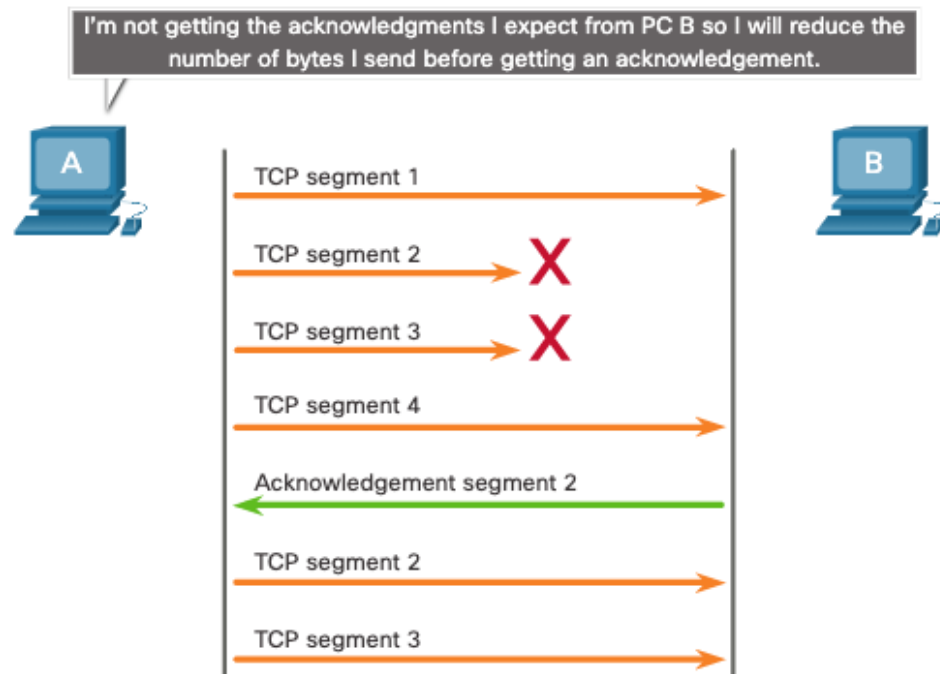 I'm not getting the acknowledgments I expect from PC B so I will reduce the
number of bytes I send before getting an acknowledgement.
A
B
TCP segment 1
TCP segment 2
X
TCP segment 3
X
TCP segment 4
Acknowledgement segment 2
TCP segment 2
TCP segment 3